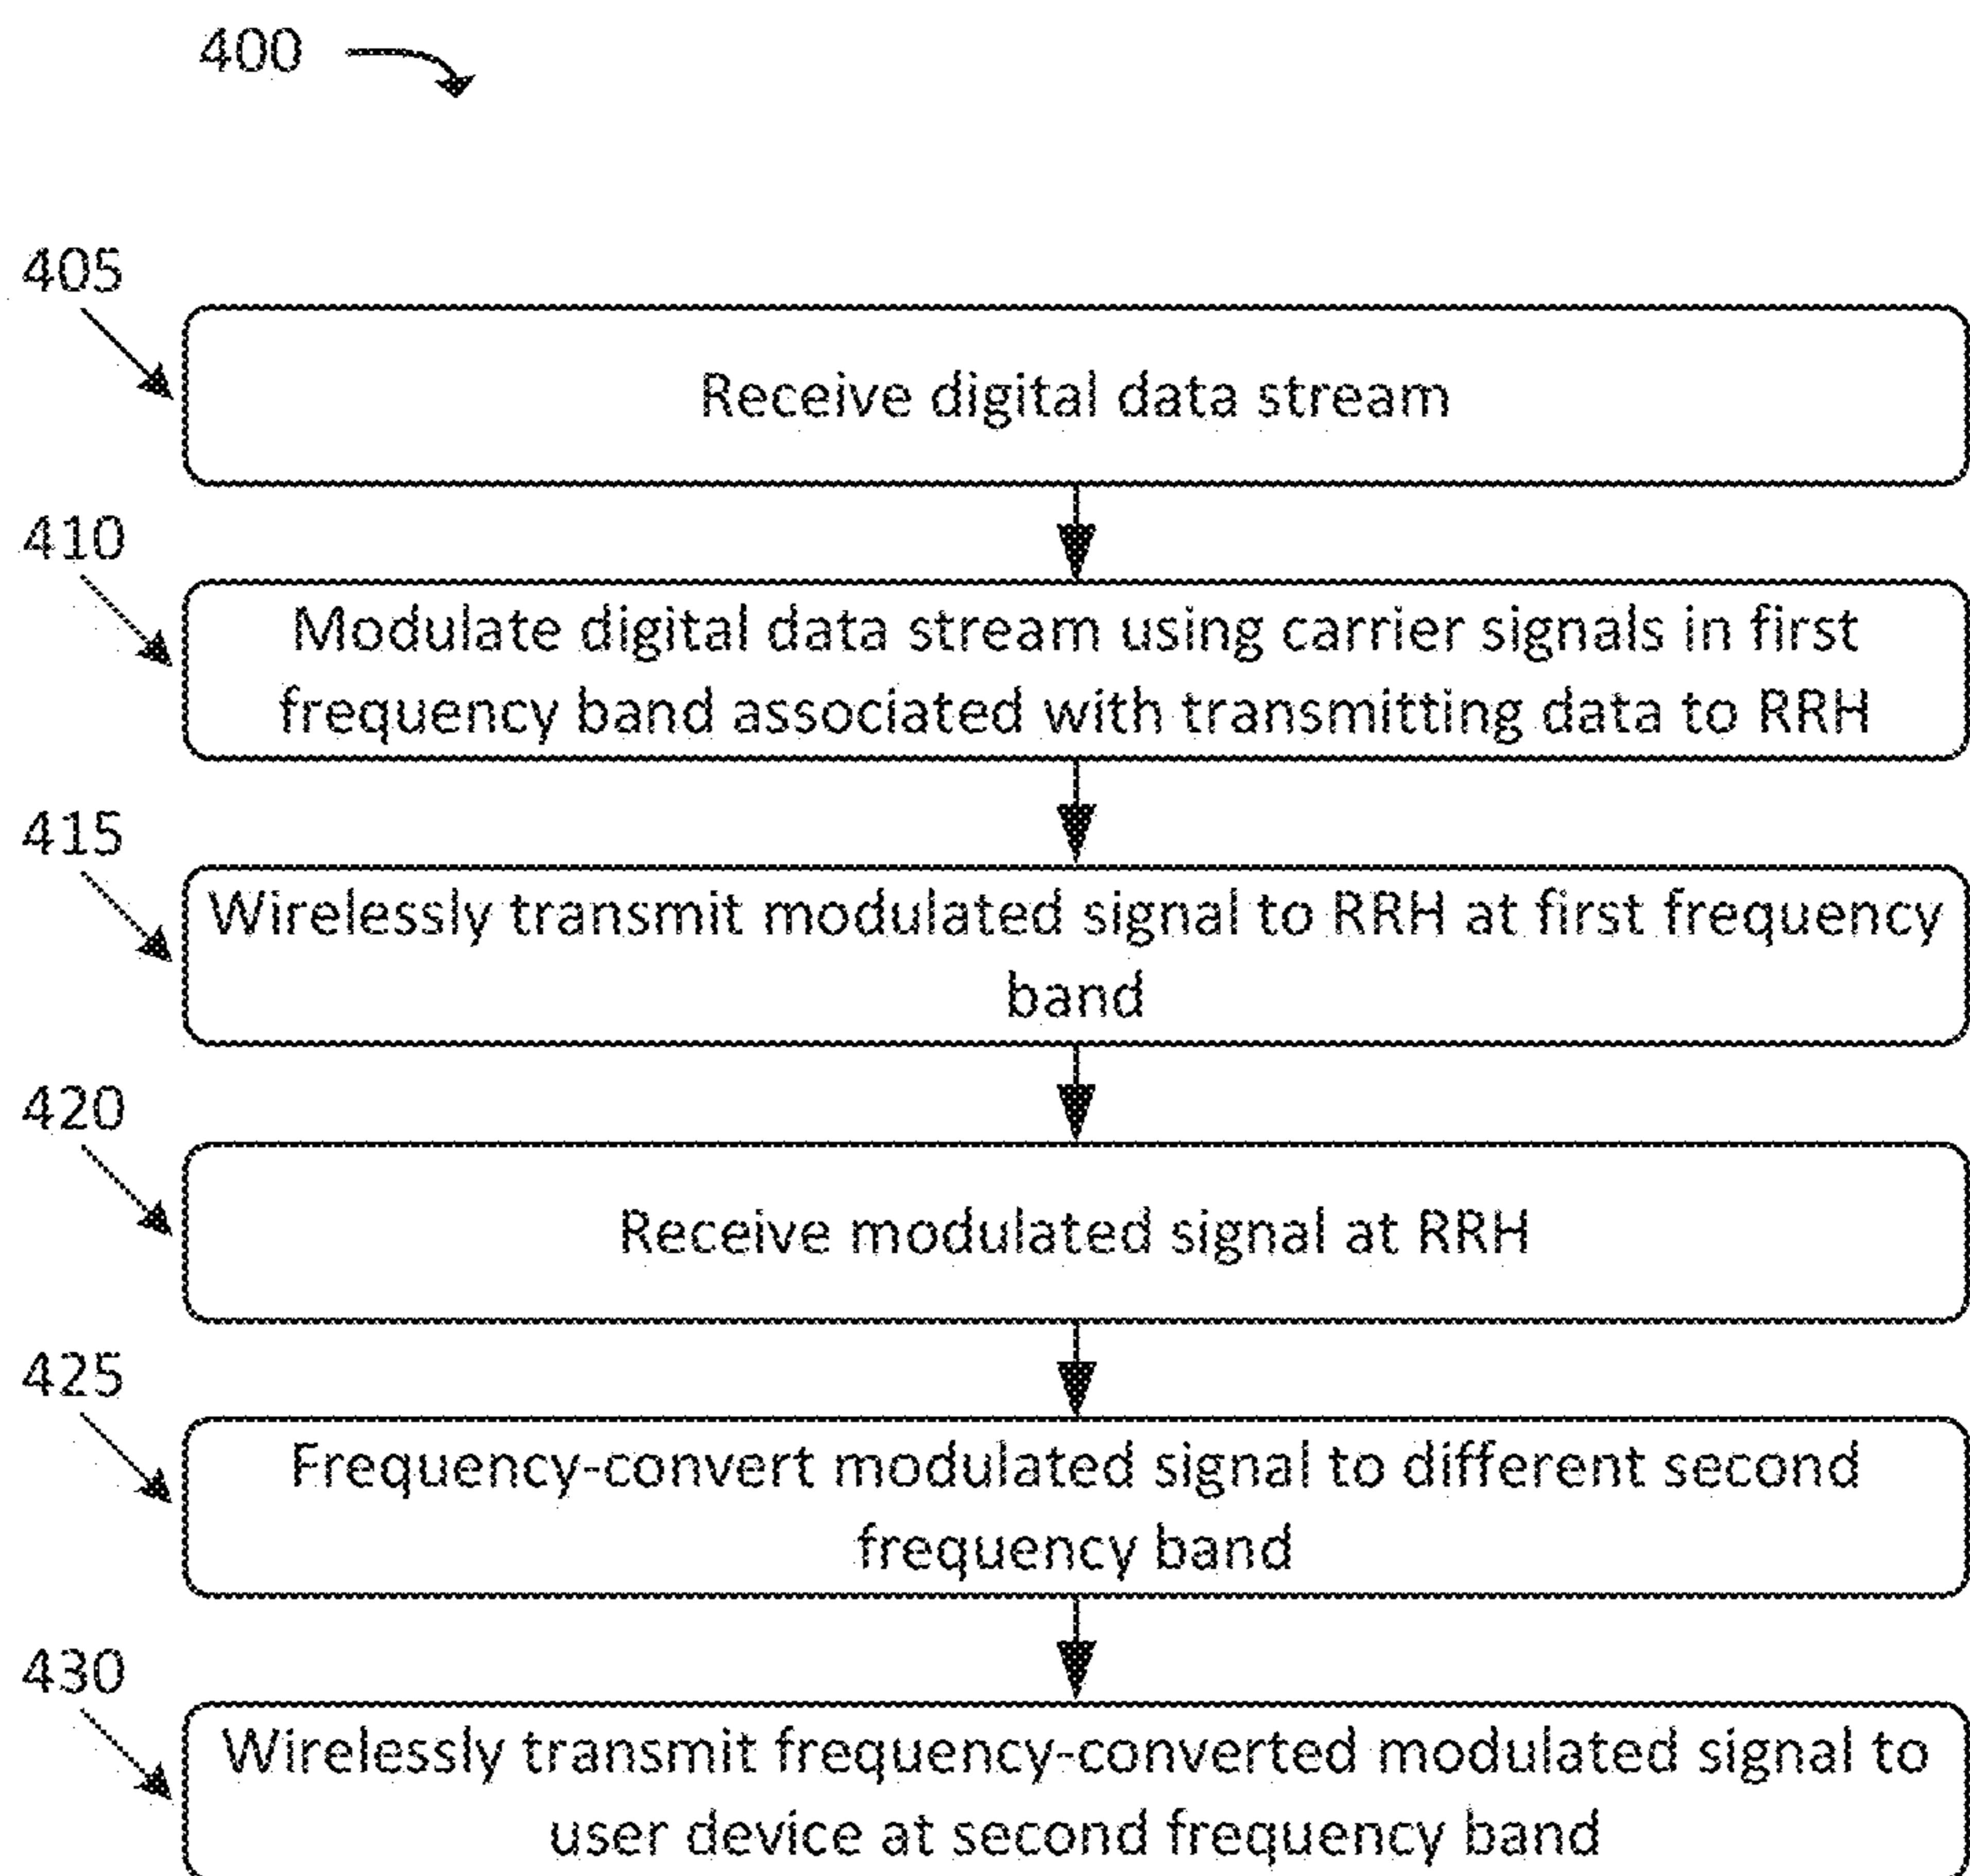 400
405
Receive digital data stream
410
Modulate digital data stream using carrier signals in first
frequency band associated with transmitting data to RRH
415
Wirelessly transmit modulated signal to RRH at first frequency
band
420
Receive modulated signal at RRH
425
Frequency-convert modulated signal to different second
frequency band
430
Wirelessly transmit frequency-converted modulated signal to
user device at second frequency band